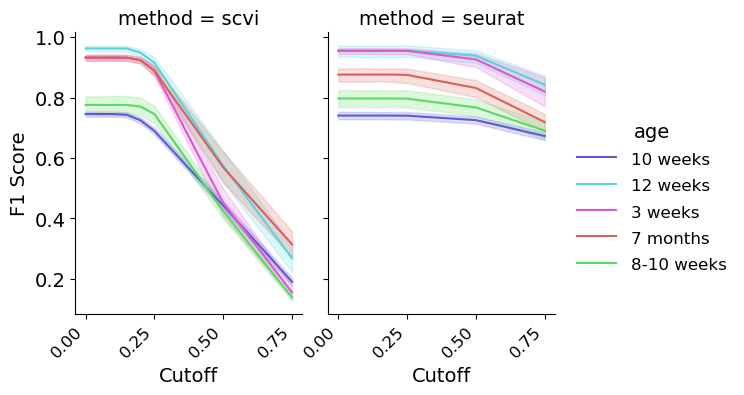 method = scvi
method = seurat
1.0
0.8
0.6
0.4
0.2
F1 Score
0.00
0.25
0.50
0.75
Cutoff
0.00
0.25
0.50
0.75
Cutoff
age
10 weeks
12 weeks
3 weeks
7 months
8-10 weeks